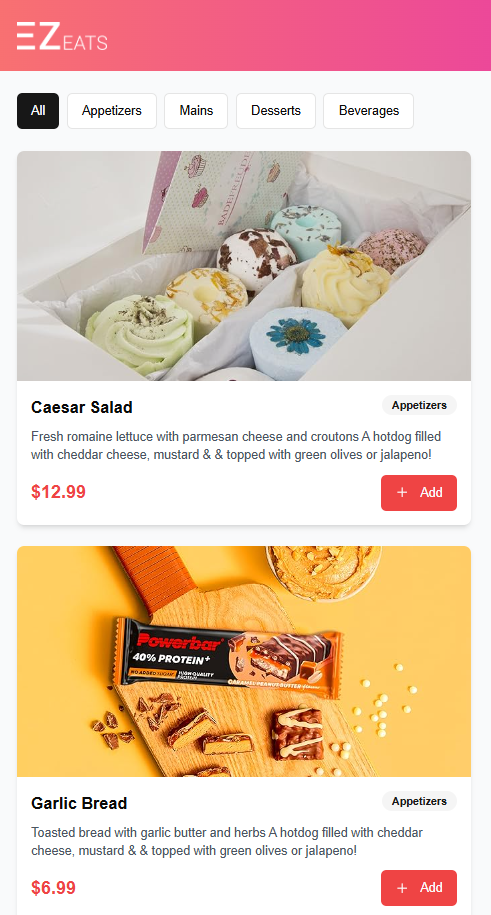 EZ EATS
All Appetizers Mains Desserts Beverages
Caesar Salad
Appetizers
Fresh romaine lettuce with parmesan cheese and croutons A hotdog filled
with cheddar cheese, mustard & & topped with green olives or jalapeno!
$12.99
+ Add
Powerbar
40% PROTEIN+
NO ADDED SUGAR HIGH QUALITY
PROTEIN
CARAMEL PEANUT BUTTER
Garlic Bread
Appetizers
Toasted bread with garlic butter and herbs A hotdog filled with cheddar
cheese, mustard & & topped with green olives or jalapeno!
$6.99
+ Add